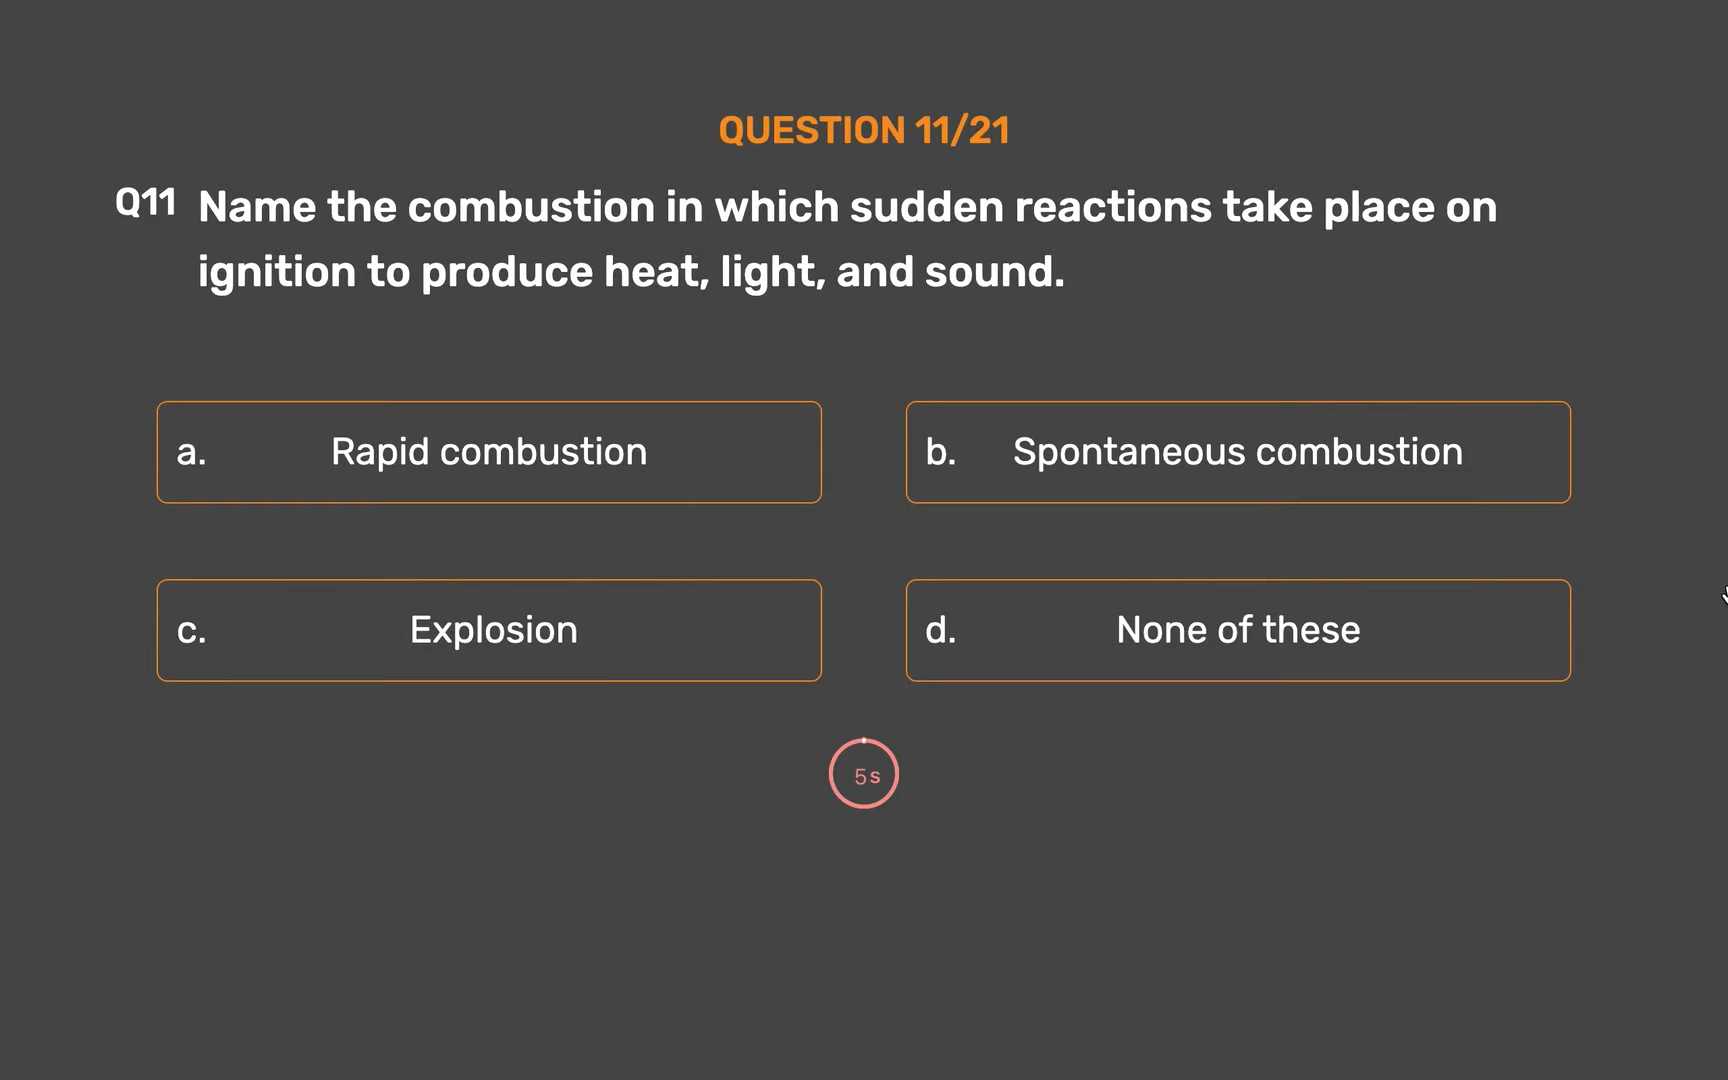 QUESTION 11/21
Q11 Name the combustion in which sudden reactions take place on
ignition to produce heat, light, and sound.
a. Rapid combustion
b. Spontaneous combustion
c. Explosion
d. None of these
5s